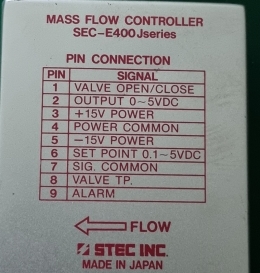 MASS FLOW CONTROLLER
SEC-E400Jseries
PIN CONNECTION
PIN SIGNAL
1 VALVE OPEN/CLOSE
2 OUTPUT 0~5VDC
3 +15V POWER
4 POWER COMMON
5 -15V POWER
6 SET POINT 0.1~5VDC
7 SIG. COMMON
8 VALVE TP.
9 ALARM
FLOW
STEC INC.
MADE IN JAPAN